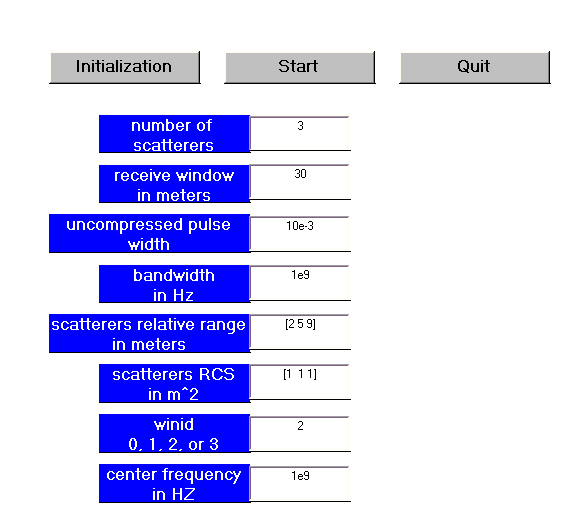 Initialization Start Quit
number of
scatterers
3
receive window
in meters
30
uncompressed pulse
width
10e-3
bandwidth
in Hz
1e9
scatterers relative range
in meters
[2 5 9]
scatterers RCS
in m^2
[1 1 1]
winid
0, 1, 2, or 3
2
center frequency
in HZ
1e9